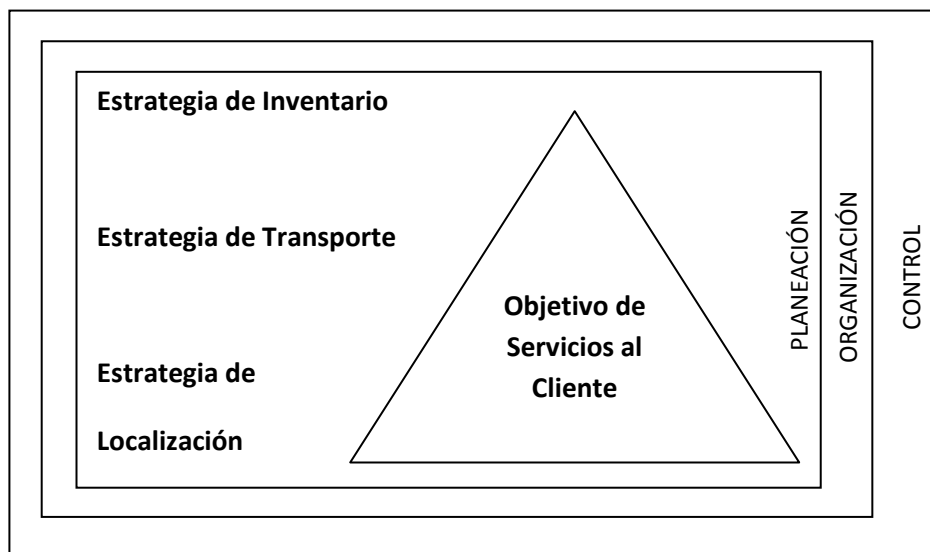 Estrategia de Inventario
Estrategia de Transporte
Estrategia de
Localización
Objetivo de
Servicios al
Cliente
PLANEACIÓN
ORGANIZACIÓN
CONTROL